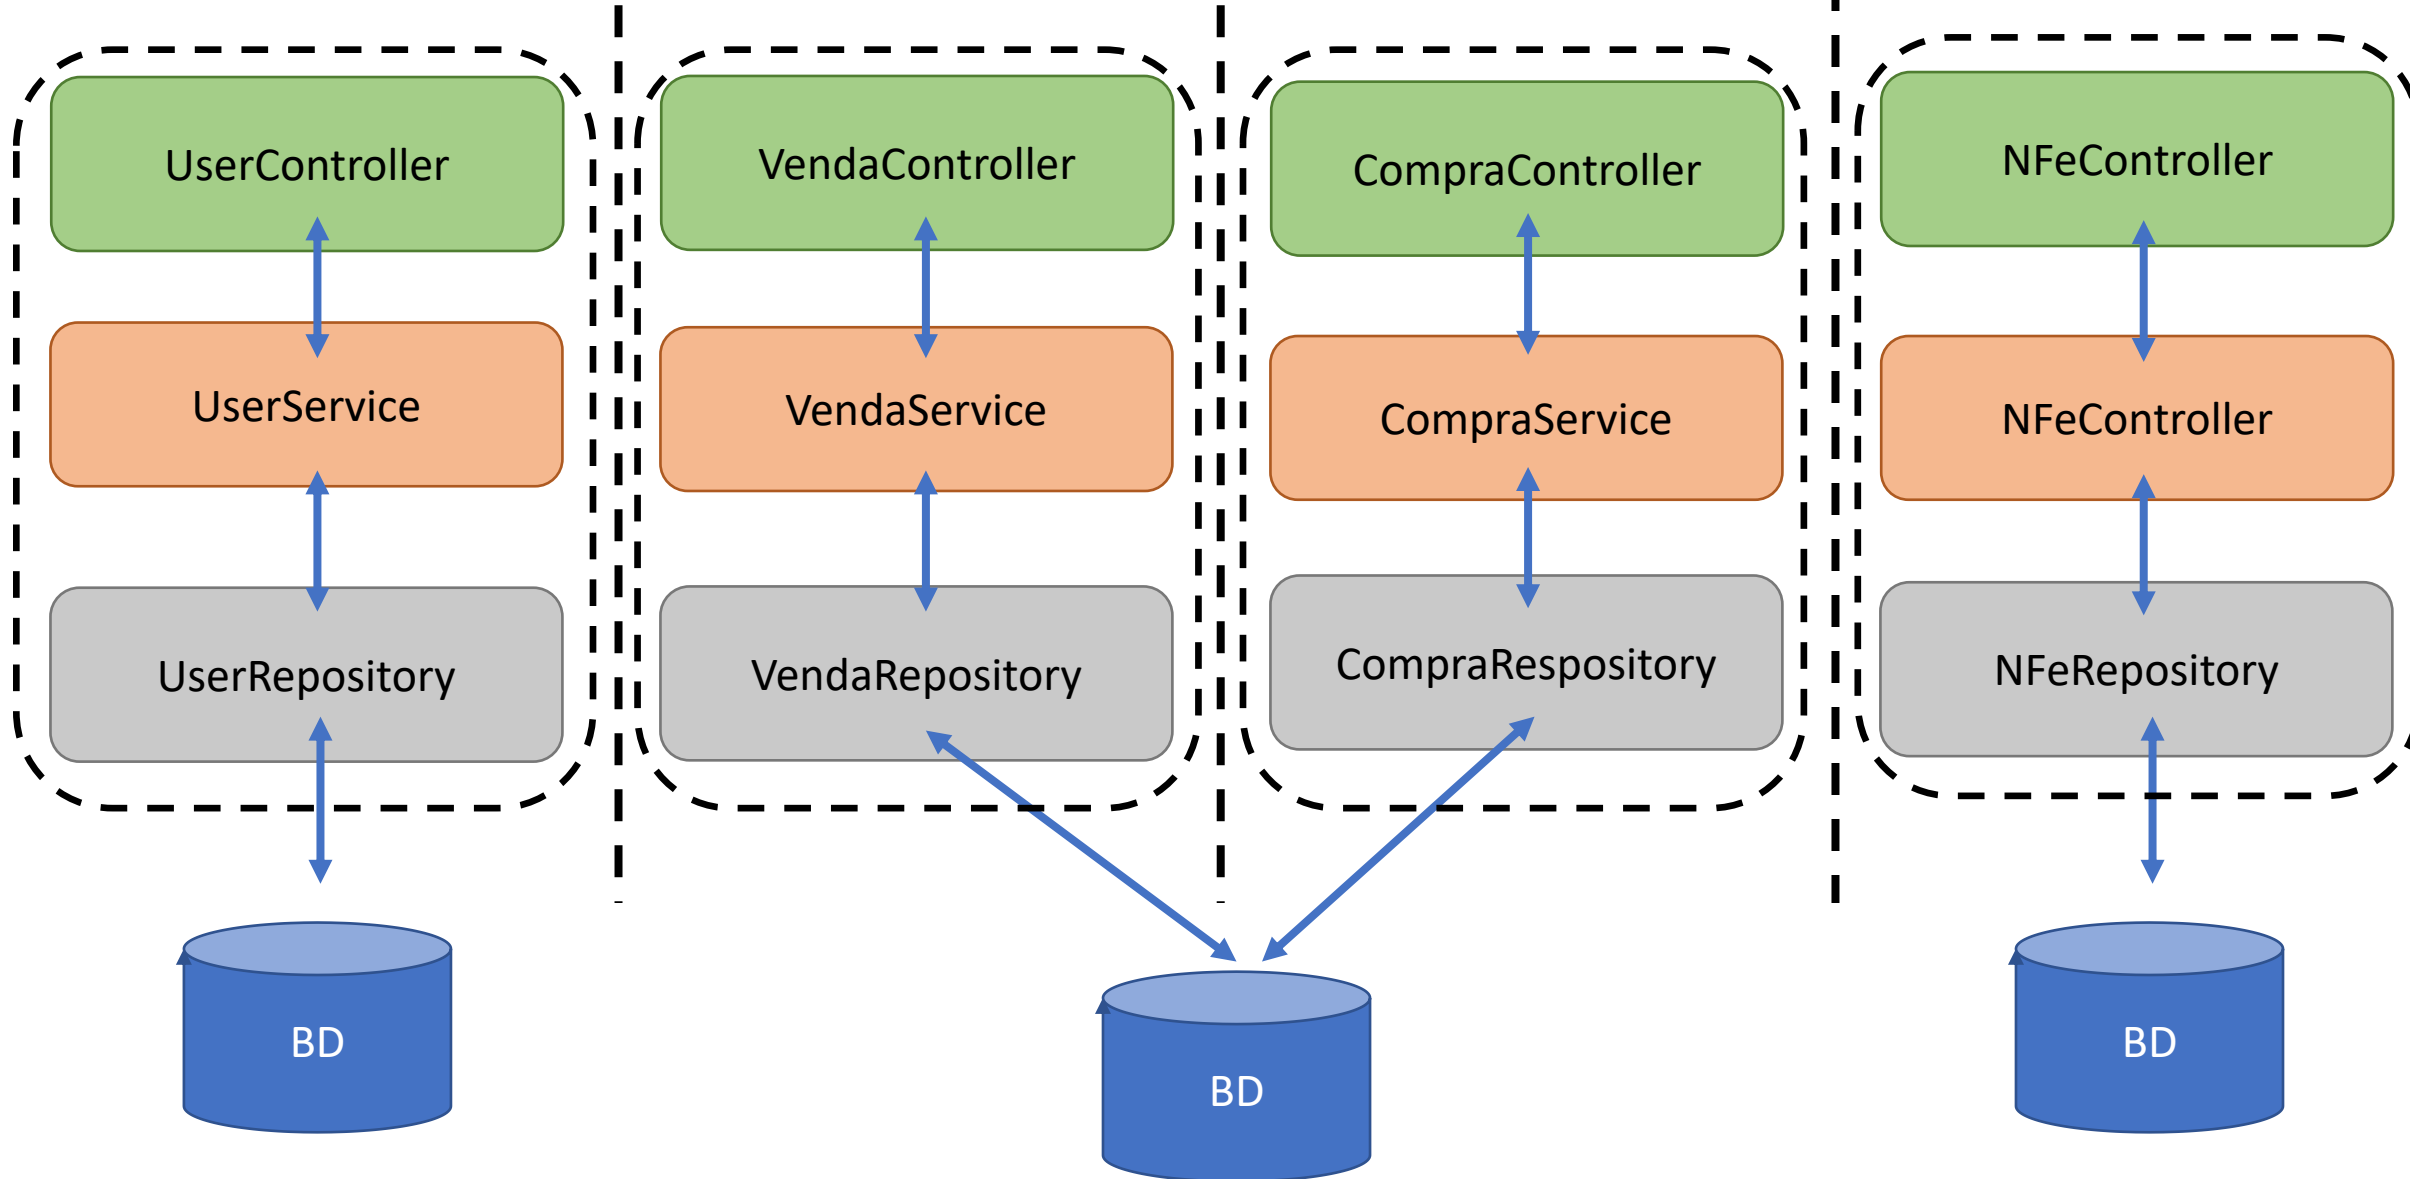 UserController
VendaController
CompraController
NFeController
UserService
VendaService
CompraService
NFeController
UserRepository
VendaRepository
CompraRespository
NFeRepository
BD
BD
BD